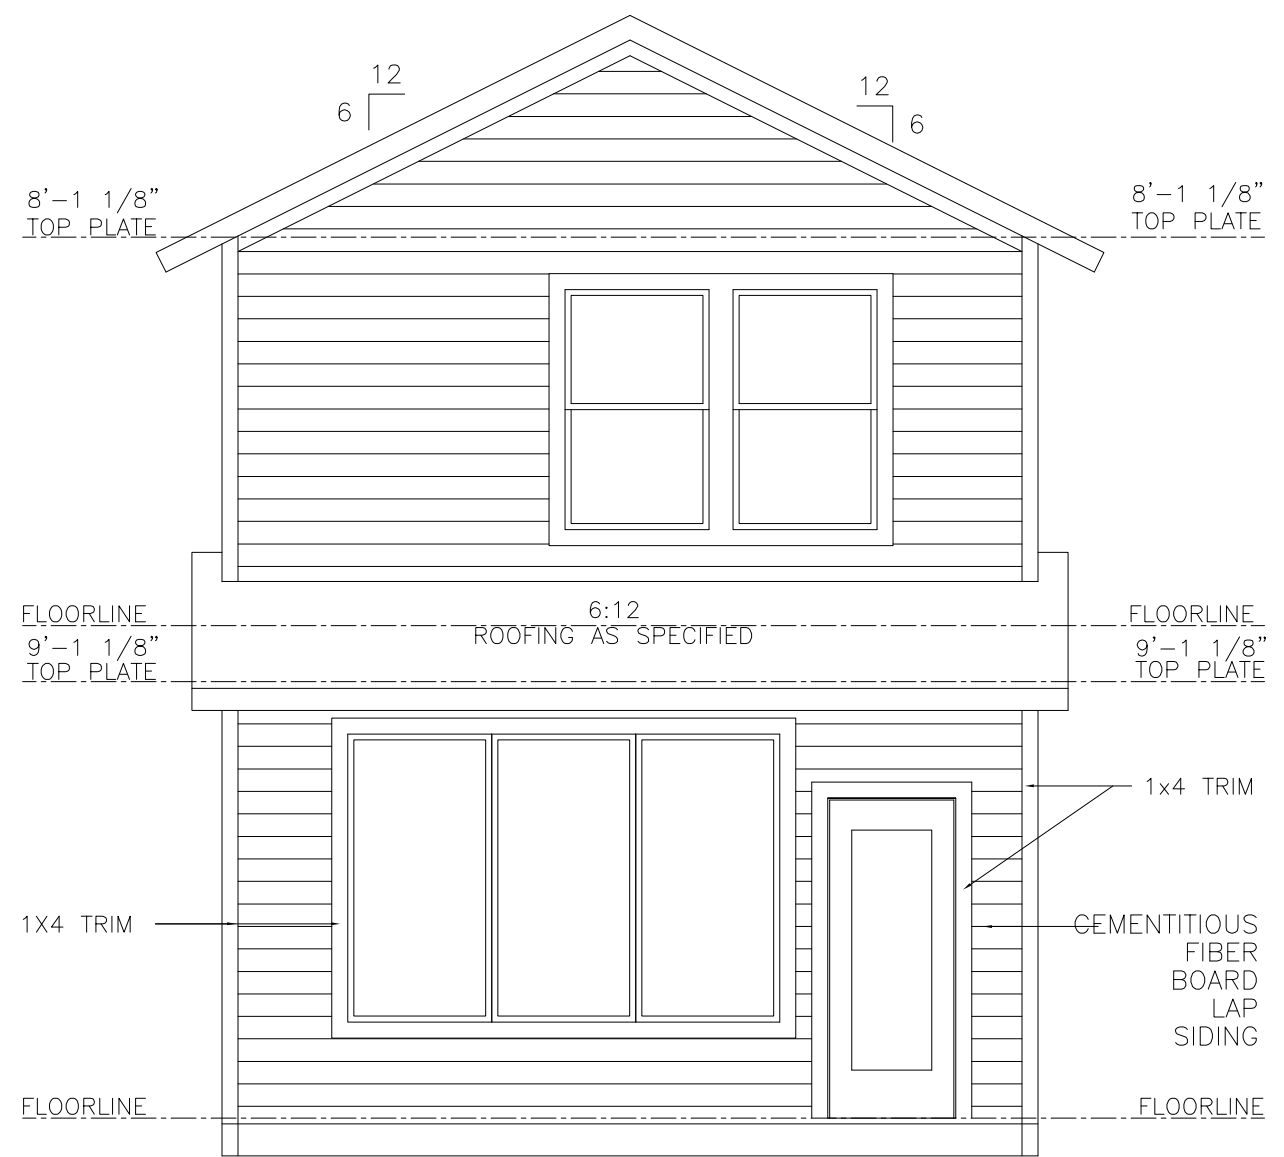 12
6
12
6
8'-1 1/8"
TOP PLATE
8'-1 1/8"
TOP PLATE
6:12
ROOFING AS SPECIFIED
FLOORLINE
9'-1 1/8"
TOP PLATE
FLOORLINE
9'-1 1/8"
TOP PLATE
1x4 TRIM
1X4 TRIM
CEMENTITIOUS
FIBER
BOARD
LAP
SIDING
FLOORLINE
FLOORLINE